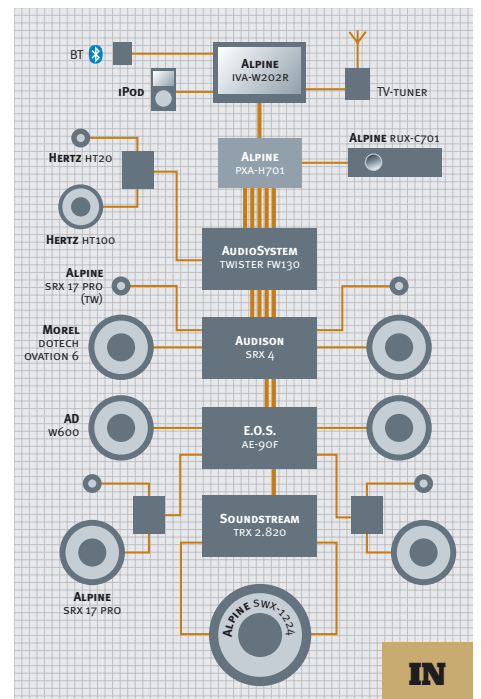 BT
ALPINE
IVA-W202R
IPOD
TV-TUNER
ALPINE RUX-C701
ALPINE
PXA-H701
HERTZ HT20
HERTZ HT100
AUDIOSYSTEM
TWISTER FW130
ALPINE
SRX 17 PRO
(TW)
MOREL
DOTECH
OVATION 6
AUDISON
SRX 4
AD
W600
E.O.S.
AE-90F
SOUNDSTREAM
TRX 2.820
ALPINE
SRX 17 PRO
ALPINE SWX-1224
IN